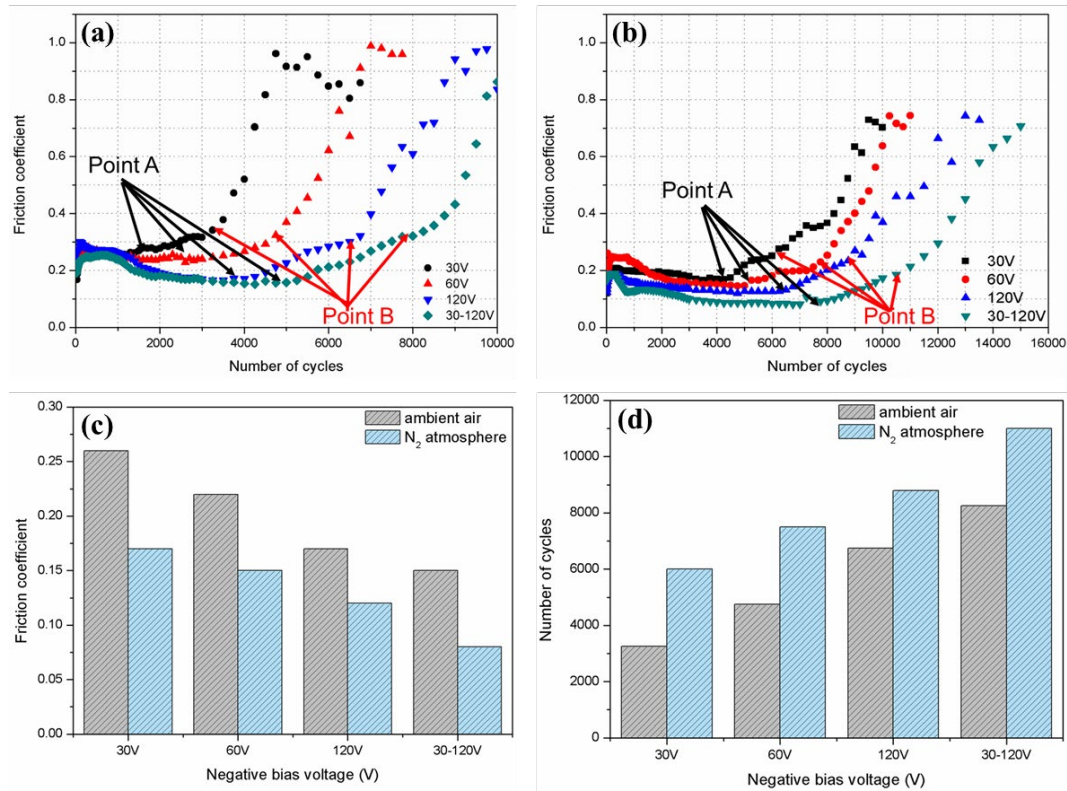 (a)
1.0
0.8
0.6
0.4
0.2
0.0
Friction coefficient
Point A
Point B
30V
60V
120V
30-120V
0 2000 4000 6000 8000 10000
Number of cycles
(b)
1.0
0.8
0.6
0.4
0.2
0.0
Friction coefficient
Point A
Point B
30V
60V
120V
30-120V
0 2000 4000 6000 8000 10000 12000 14000 16000
Number of cycles
(c)
ambient air
N2 atmosphere
0.30
0.25
0.20
0.15
0.10
0.05
0.00
Friction coefficient
30V 60V 120V 30-120V
Negative bias voltage (V)
(d)
ambient air
N2 atmosphere
12000
10000
8000
6000
4000
2000
0
Number of cycles
30V 60V 120V 30-120V
Negative bias voltage (V)